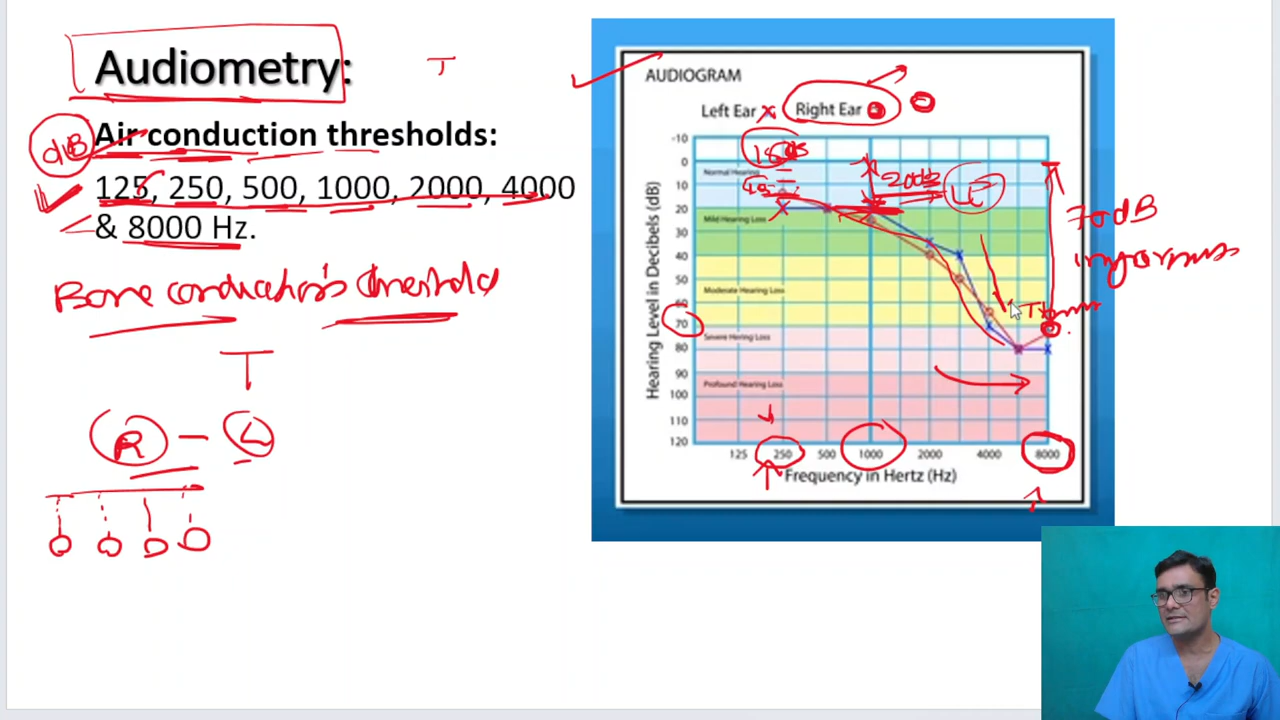 Audiometry:
T
dB
Air conduction thresholds:
125, 250, 500, 1000, 2000, 4000
& 8000 Hz.
Bone conduction's threshold
T
R - L
AUDIOGRAM
Left Ear x Right Ear
-10
0
10
20
30
40
50
60
70
80
90
100
110
120
Hearing Level in Decibels (dB)
Normal Hearing
Mild Hearing Loss
Moderate Hearing Loss
Severe Hering Loss
Profound Hearing Loss
70 dB
125 250 500 1000 2000 4000 8000
Frequency in Hertz (Hz)